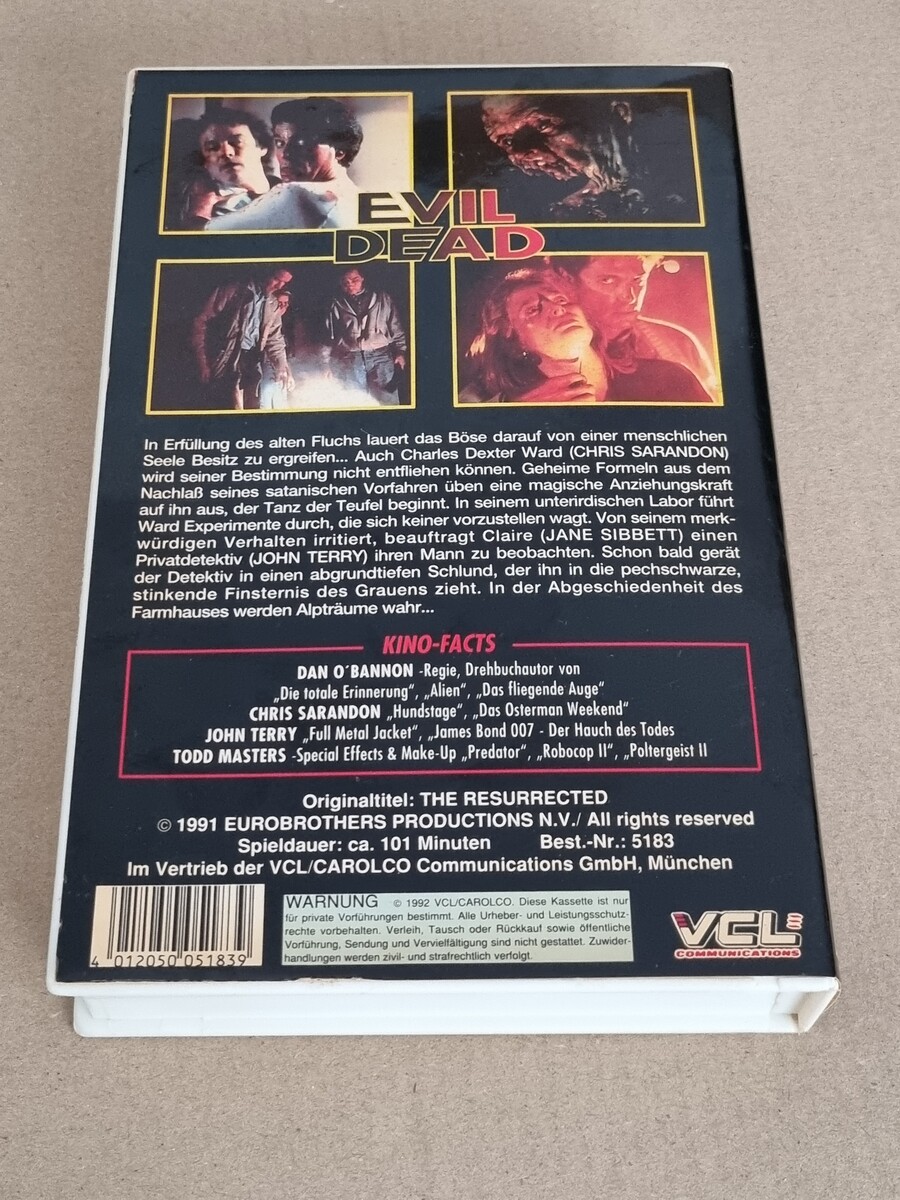 EVIL
DEAD
In Erfüllung des alten Fluchs lauert das Böse darauf von einer menschlichen
Seele Besitz zu ergreifen... Auch Charles Dexter Ward (CHRIS SARANDON)
wird seiner Bestimmung nicht entfliehen können. Geheime Formeln aus dem
Nachlaß seines satanischen Vorfahren üben eine magische Anziehungskraft
auf ihn aus, der Tanz der Teufel beginnt. In seinem unterirdischen Labor führt
Ward Experimente durch, die sich keiner vorzustellen wagt. Von seinem merk-
würdigen Verhalten irritiert, beauftragt Claire (JANE SIBBETT) einen
Privatdetektiv (JOHN TERRY) ihren Mann zu beobachten. Schon bald gerät
der Detektiv in einen abgrundtiefen Schlund, der ihn in die pechschwarze,
stinkende Finsternis des Grauens zieht. In der Abgeschiedenheit des
Farmhauses werden Alpträume wahr...
KINO-FACTS
DAN O´BANNON -Regie, Drehbuchautor von
„Die totale Erinnerung“, „Alien“, „Das fliegende Auge“
CHRIS SARANDON „Hundstage“, „Das Osterman Weekend“
JOHN TERRY „Full Metal Jacket“, „James Bond 007 - Der Hauch des Todes
TODD MASTERS -Special Effects & Make-Up „Predator“, „Robocop II“, „Poltergeist II
Originaltitel: THE RESURRECTED
© 1991 EUROBROTHERS PRODUCTIONS N.V./ All rights reserved
Spieldauer: ca. 101 Minuten Best.-Nr.: 5183
Im Vertrieb der VCL/CAROLCO Communications GmbH, München
4 012050 051839
WARNUNG © 1992 VCL/CAROLCO. Diese Kassette ist nur
für private Vorführungen bestimmt. Alle Urheber- und Leistungsschutz-
rechte vorbehalten. Verleih, Tausch oder Rückkauf sowie öffentliche
Vorführung, Sendung und Vervielfältigung sind nicht gestattet. Zuwider-
handlungen werden zivil- und strafrechtlich verfolgt.
VCL
COMMUNICATIONS